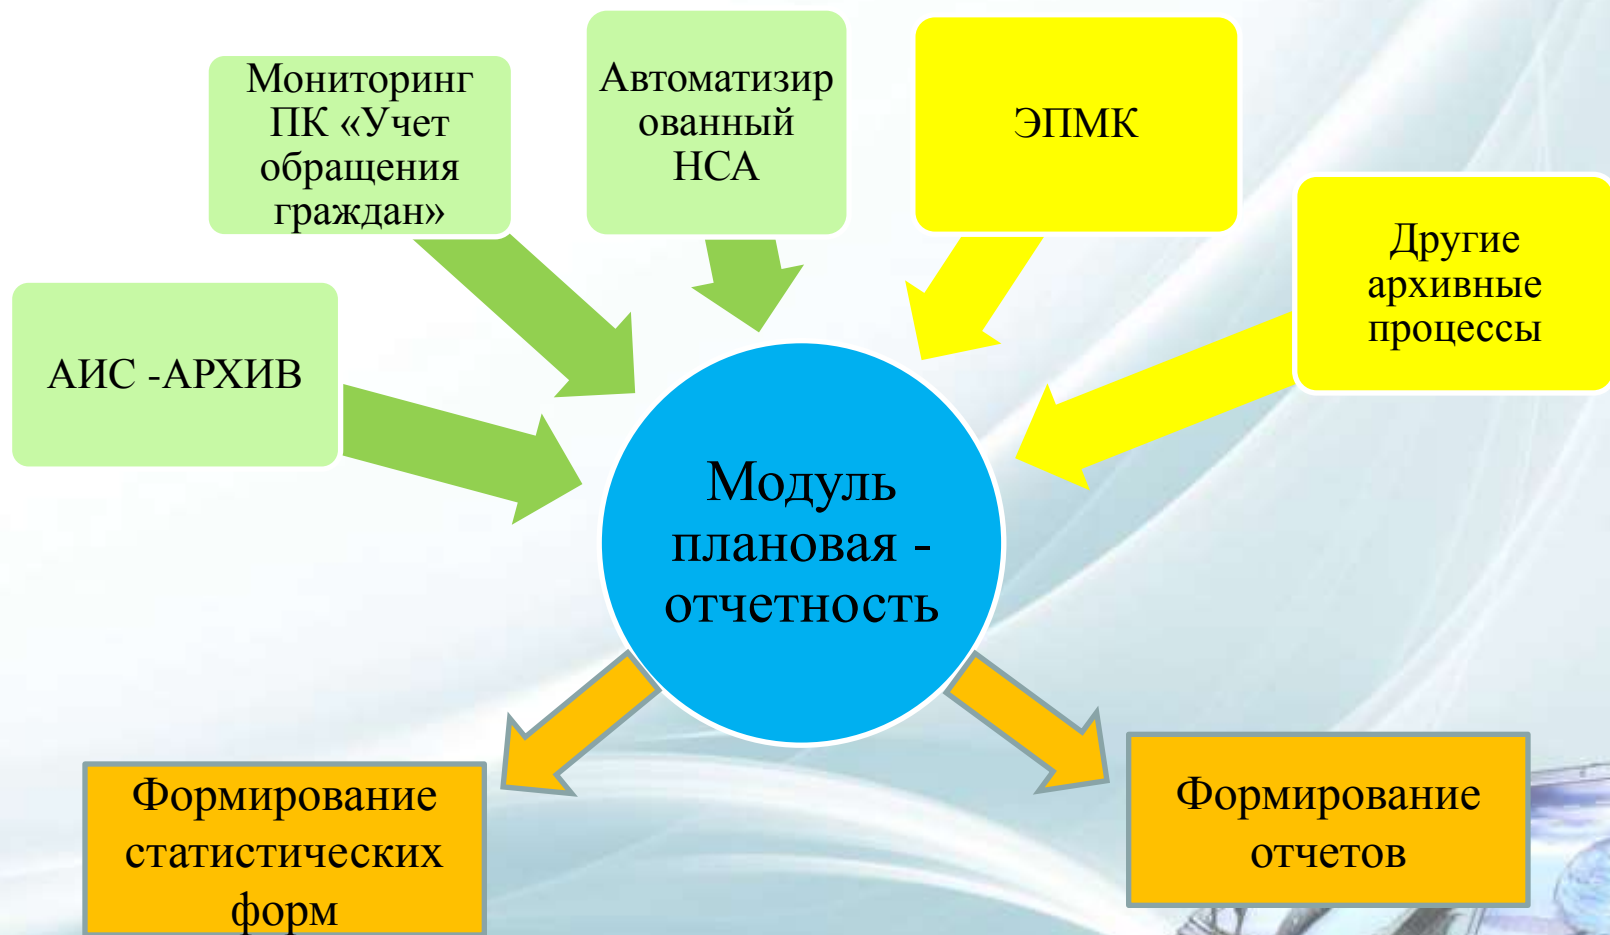 Мониторинг
ПК «Учет
обращения
граждан»
Автоматизир
ованный
НСА
ЭПМК
Другие
архивные
процессы
АИС -АРХИВ
Модуль
плановая -
отчетность
Формирование
статистических
форм
Формирование
отчетов